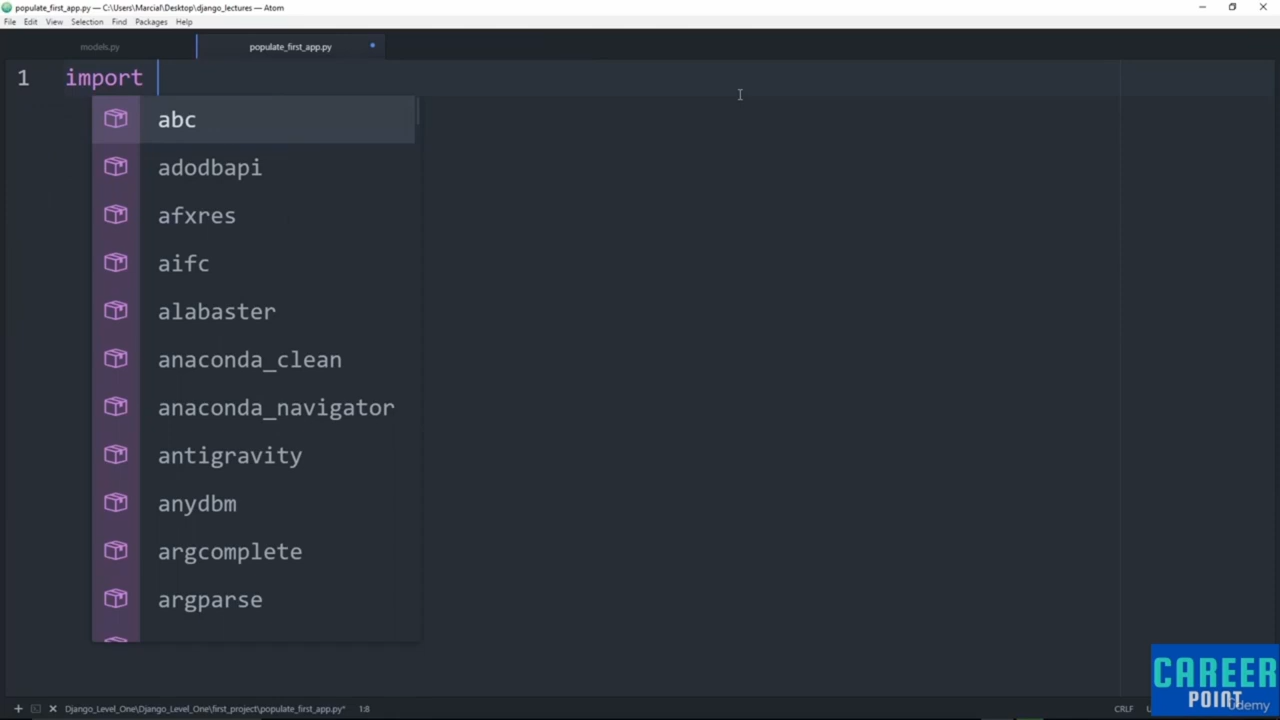 populate_first_app.py — C:\Users\Marcial\Desktop\django_lectures — Atom
File Edit View Selection Find Packages Help
models.py populate_first_app.py
1 import
abc
adodbapi
afxres
aifc
alabaster
anaconda_clean
anaconda_navigator
antigravity
anydbm
argcomplete
argparse
CAREER
POINT
Udemy
Django_Level_One\Django_Level_One\first_project\populate_first_app.py* 1:8 CRLF